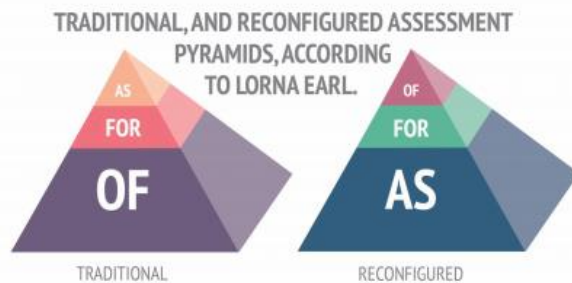 TRADITIONAL, AND RECONFIGURED ASSESSMENT
PYRAMIDS, ACCORDING
TO LORNA EARL.
AS
FOR
OF
TRADITIONAL
OF
FOR
AS
RECONFIGURED